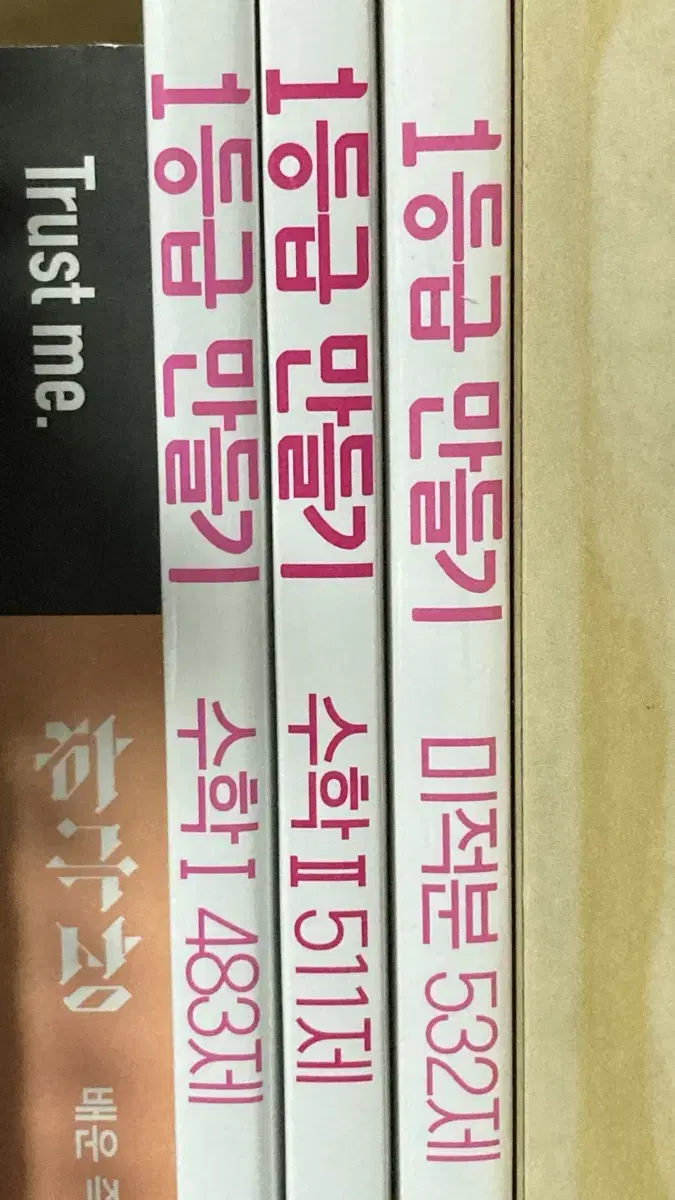 Trust me.
배운
1등급 만들기 수학 I 483제
1등급 만들기 수학 II 511제
1등급 만들기 미적분 532제